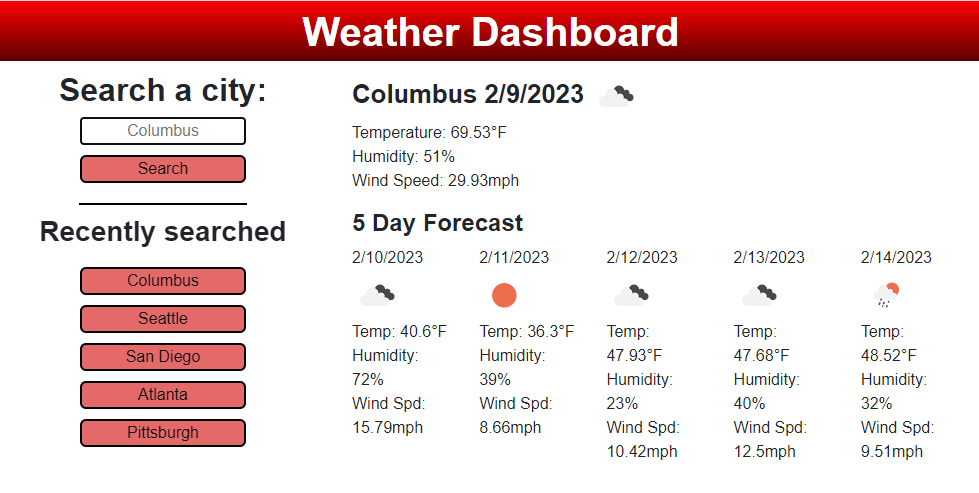 Weather Dashboard
Search a city:
Columbus
Search
Recently searched
Columbus
Seattle
San Diego
Atlanta
Pittsburgh
Columbus 2/9/2023
Temperature: 69.53°F
Humidity: 51%
Wind Speed: 29.93mph
5 Day Forecast
2/10/2023
Temp: 40.6°F
Humidity:
72%
Wind Spd:
15.79mph
2/11/2023
Temp: 36.3°F
Humidity:
39%
Wind Spd:
8.66mph
2/12/2023
Temp:
47.93°F
Humidity:
23%
Wind Spd:
10.42mph
2/13/2023
Temp:
47.68°F
Humidity:
40%
Wind Spd:
12.5mph
2/14/2023
Temp:
48.52°F
Humidity:
32%
Wind Spd:
9.51mph